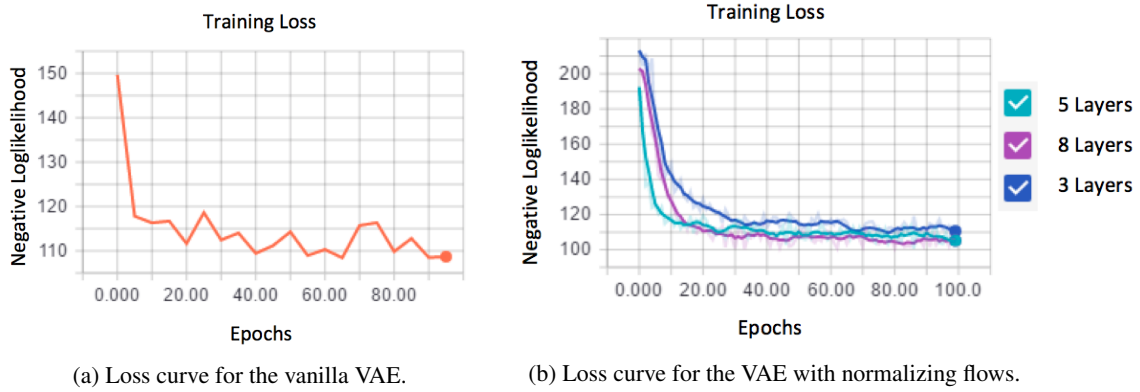 Training Loss
Negative Loglikelihood
150
140
130
120
110
0.000 20.00 40.00 60.00 80.00
Epochs
(a) Loss curve for the vanilla VAE.
Training Loss
Negative Loglikelihood
200
180
160
140
120
100
0.000 20.00 40.00 60.00 80.00 100.0
Epochs
5 Layers
8 Layers
3 Layers
(b) Loss curve for the VAE with normalizing flows.